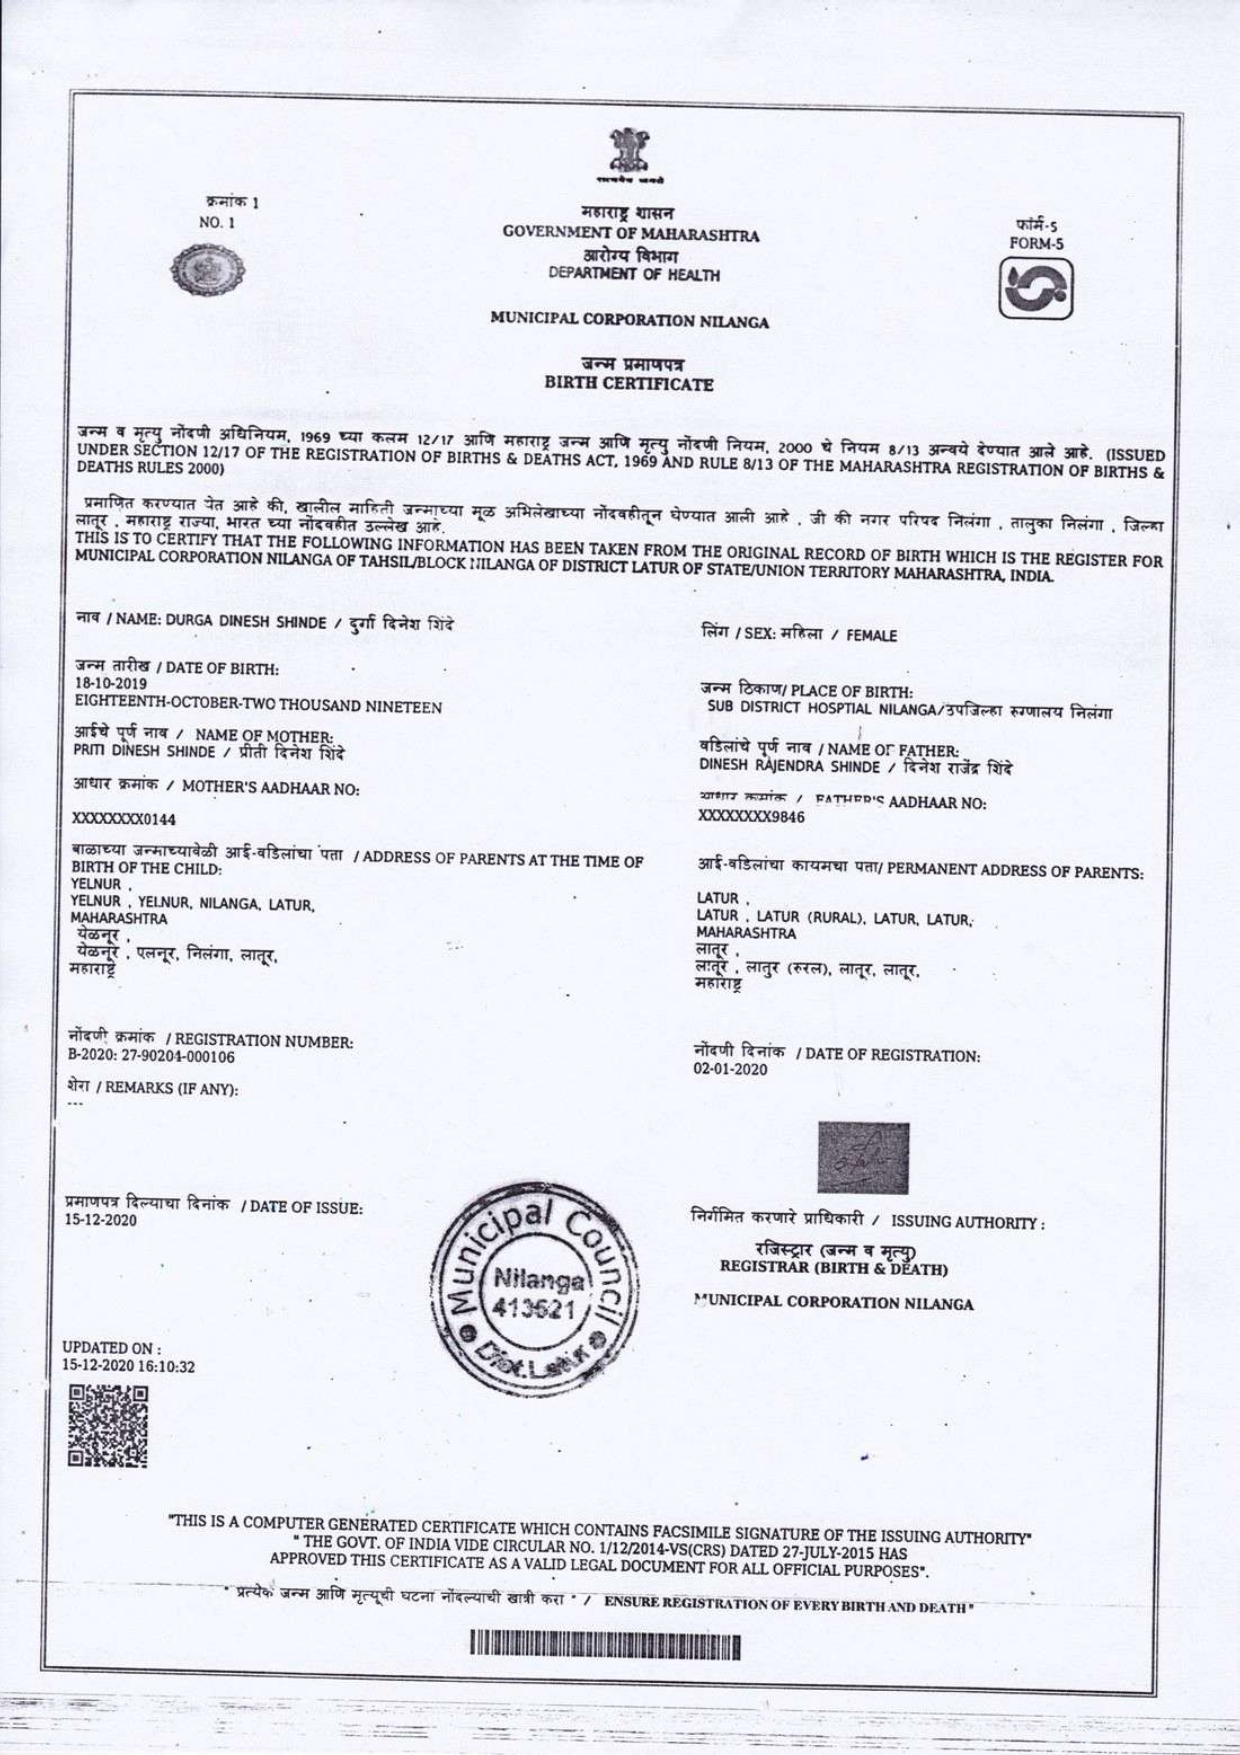 सत्यमेव जयते
क्रमांक 1
NO. 1
महाराष्ट्र शासन
GOVERNMENT OF MAHARASHTRA
आरोग्य विभाग
DEPARTMENT OF HEALTH
फॉर्म-5
FORM-5
MUNICIPAL CORPORATION NILANGA
जन्म प्रमाणपत्र
BIRTH CERTIFICATE
जन्म व मृत्यु नोंदणी अधिनियम, 1969 च्या कलम 12/17 आणि महाराष्ट्र जन्म आणि मृत्यु नोंदणी नियम, 2000 चे नियम 8/13 अन्वये देण्यात आले आहे. (ISSUED
UNDER SECTION 12/17 OF THE REGISTRATION OF BIRTHS & DEATHS ACT, 1969 AND RULE 8/13 OF THE MAHARASHTRA REGISTRATION OF BIRTHS &
DEATHS RULES 2000)
प्रमाणित करण्यात येत आहे की, खालील माहिती जन्माच्या मूळ अभिलेखाच्या नोंदवहीतून घेण्यात आली आहे , जी की नगर परिषद निलंगा , तालुका निलंगा , जिल्हा
लातूर , महाराष्ट्र राज्या, भारत च्या नोंदवहीत उल्लेख आहे.
THIS IS TO CERTIFY THAT THE FOLLOWING INFORMATION HAS BEEN TAKEN FROM THE ORIGINAL RECORD OF BIRTH WHICH IS THE REGISTER FOR
MUNICIPAL CORPORATION NILANGA OF TAHSIL/BLOCK NILANGA OF DISTRICT LATUR OF STATE/UNION TERRITORY MAHARASHTRA, INDIA.
नाव / NAME: DURGA DINESH SHINDE / दुर्गा दिनेश शिंदे
लिंग / SEX: महिला / FEMALE
जन्म तारीख / DATE OF BIRTH:
18-10-2019
EIGHTEENTH-OCTOBER-TWO THOUSAND NINETEEN
जन्म ठिकाण/ PLACE OF BIRTH:
SUB DISTRICT HOSPTIAL NILANGA/उपजिल्हा रुग्णालय निलंगा
आईचे पूर्ण नाव / NAME OF MOTHER:
PRITI DINESH SHINDE / प्रीती दिनेश शिंदे
वडिलांचे पूर्ण नाव / NAME OF FATHER:
DINESH RAJENDRA SHINDE / दिनेश राजेंद्र शिंदे
आधार क्रमांक / MOTHER'S AADHAAR NO:
XXXXXXXX0144
आधार क्रमांक / FATHER'S AADHAAR NO:
XXXXXXXX9846
बाळाच्या जन्माच्यावेळी आई-वडिलांचा पता / ADDRESS OF PARENTS AT THE TIME OF
BIRTH OF THE CHILD:
YELNUR ,
YELNUR , YELNUR, NILANGA, LATUR,
MAHARASHTRA
येळनूर ,
येळनूर , एलनूर, निलंगा, लातूर,
महाराष्ट्र
आई-वडिलांचा कायमचा पता/ PERMANENT ADDRESS OF PARENTS:
LATUR ,
LATUR , LATUR (RURAL), LATUR, LATUR,
MAHARASHTRA
लातूर ,
लातूर , लातुर (रुरल), लातूर, लातूर,
महाराष्ट्र
नोंदणी क्रमांक / REGISTRATION NUMBER:
B-2020: 27-90204-000106
नोंदणी दिनांक / DATE OF REGISTRATION:
02-01-2020
शेरा / REMARKS (IF ANY):
---
प्रमाणपत्र दिल्याचा दिनांक / DATE OF ISSUE:
15-12-2020
Municipal Council
Nilanga
413521
Dist.Latur
निर्गमित करणारे प्राधिकारी / ISSUING AUTHORITY :
रजिस्ट्रार (जन्म व मृत्यु)
REGISTRAR (BIRTH & DEATH)
MUNICIPAL CORPORATION NILANGA
UPDATED ON :
15-12-2020 16:10:32
"THIS IS A COMPUTER GENERATED CERTIFICATE WHICH CONTAINS FACSIMILE SIGNATURE OF THE ISSUING AUTHORITY"
" THE GOVT. OF INDIA VIDE CIRCULAR NO. 1/12/2014-VS(CRS) DATED 27-JULY-2015 HAS
APPROVED THIS CERTIFICATE AS A VALID LEGAL DOCUMENT FOR ALL OFFICIAL PURPOSES".
" प्रत्येक जन्म आणि मृत्यूची घटना नोंदल्याची खात्री करा " / ENSURE REGISTRATION OF EVERY BIRTH AND DEATH"